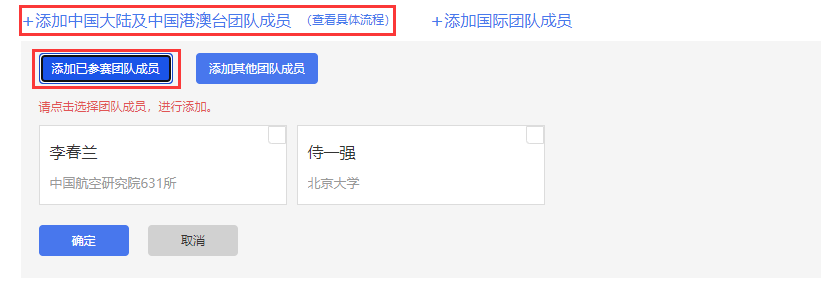 +添加中国大陆及中国港澳台团队成员 （查看具体流程） +添加国际团队成员
添加已参赛团队成员 添加其他团队成员
请点击选择团队成员，进行添加。
李春兰 侍一强
中国航空研究院631所 北京大学
确定 取消